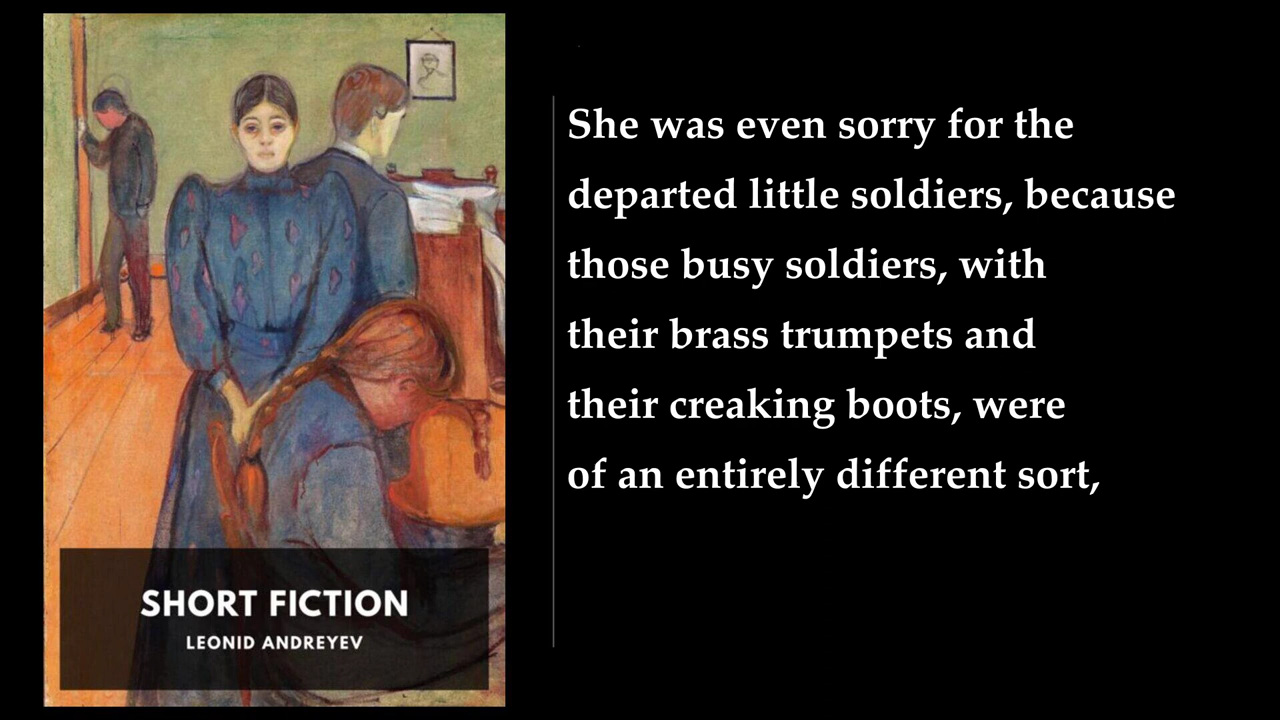 SHORT FICTION
LEONID ANDREYEV
She was even sorry for the
departed little soldiers, because
those busy soldiers, with
their brass trumpets and
their creaking boots, were
of an entirely different sort,